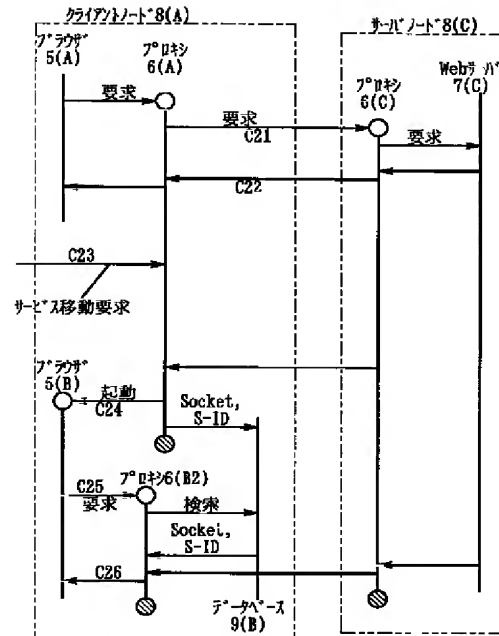 クライアントノード8(A)
サーバノード8(C)
ブラウザ
5(A)
プロキシ
6(A)
プロキシ
6(C)
Webサーバ
7(C)
要求
要求
C21
要求
C22
C23
サービス移動要求
ブラウザ
5(B)
起動
C24
Socket,
S-ID
C25
要求
プロキシ6(B2)
検索
Socket,
S-ID
C26
データベース
9(B)